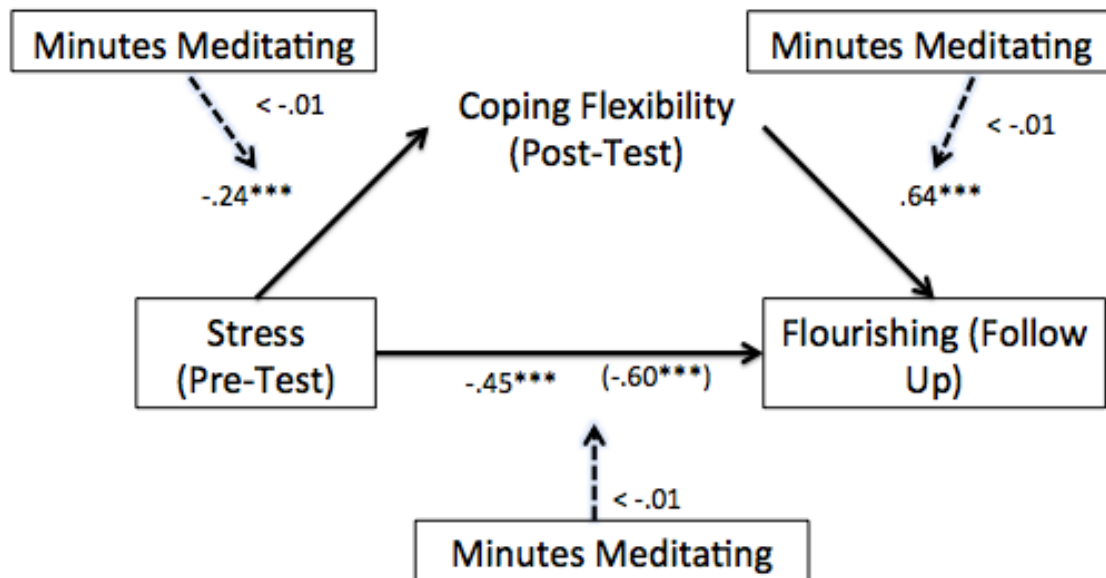 Minutes Meditating
Minutes Meditating
< -.01
Coping Flexibility
(Post-Test)
< -.01
-.24***
.64***
Stress
(Pre-Test)
Flourishing (Follow
Up)
-.45***
(-.60***)
< -.01
Minutes Meditating